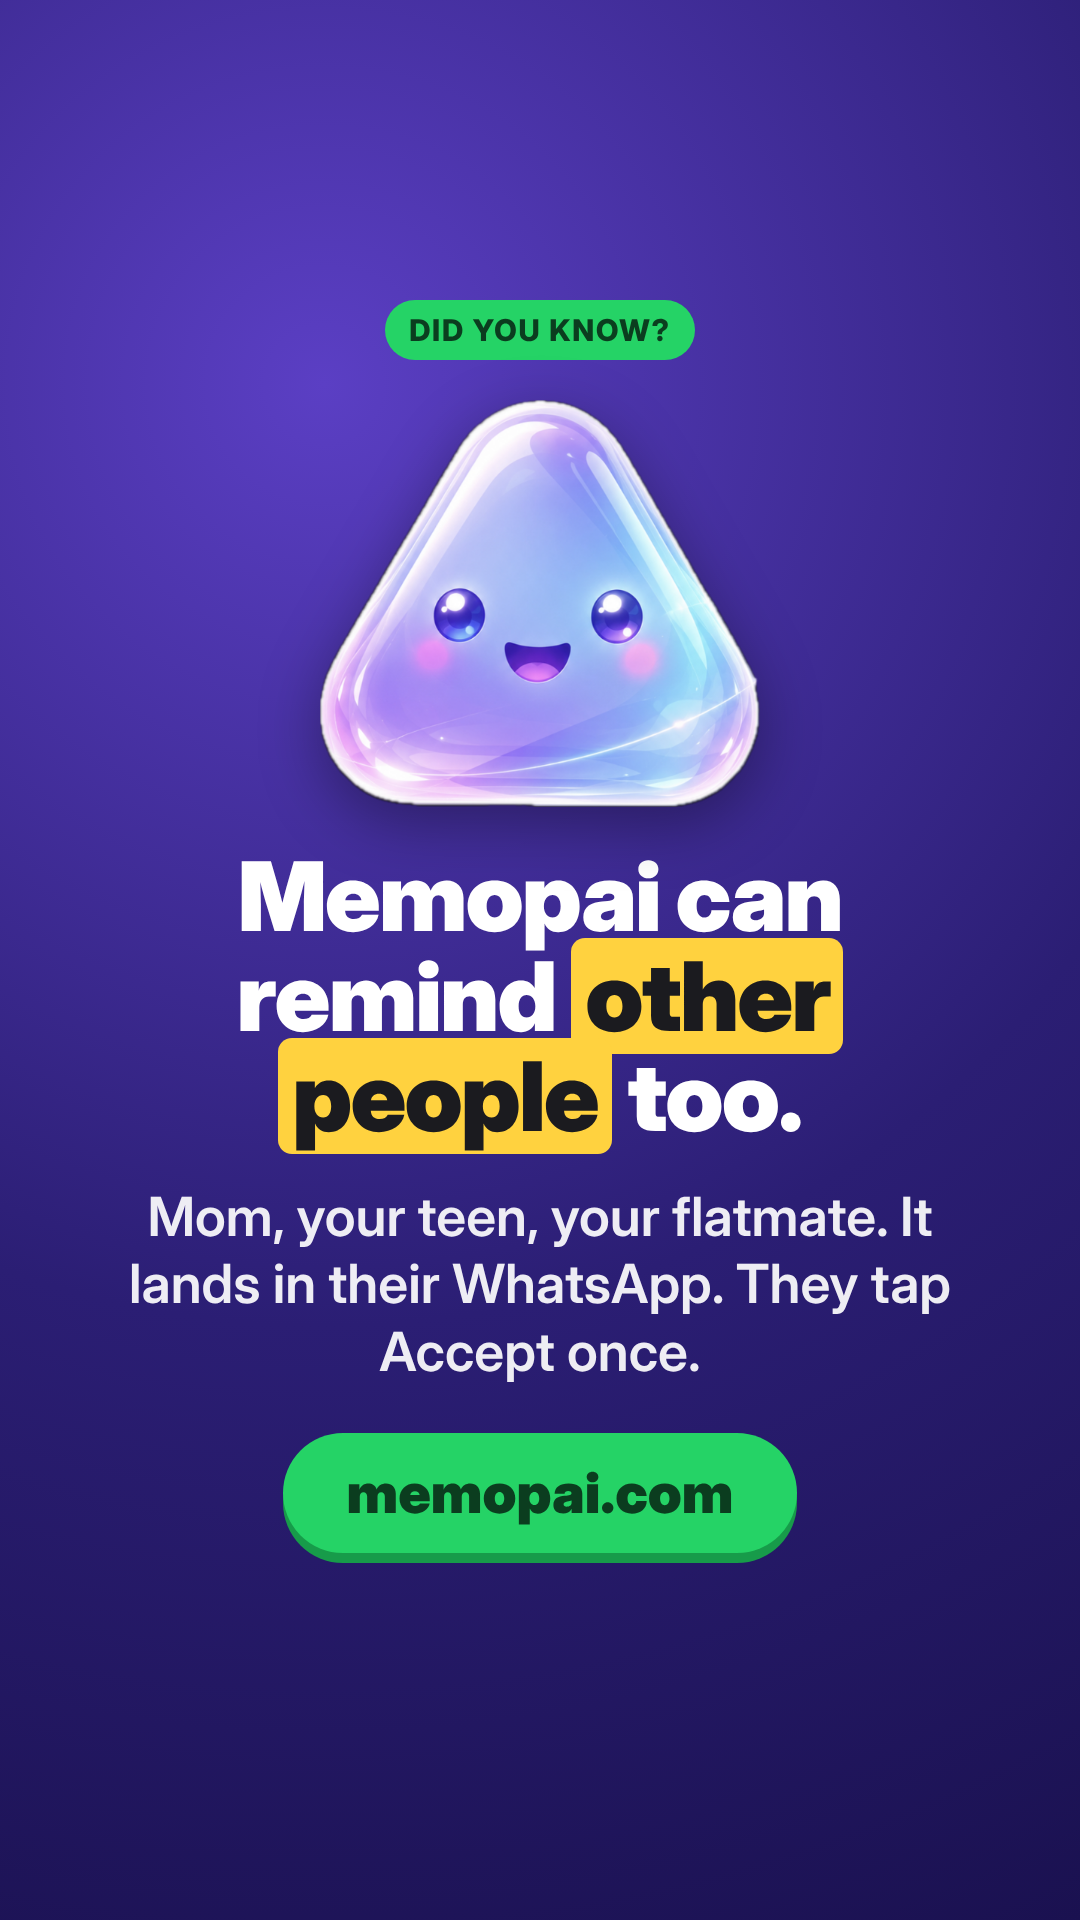 DID YOU KNOW?
Memopai can
remind other
people too.
Mom, your teen, your flatmate. It
lands in their WhatsApp. They tap
Accept once.
memopai.com